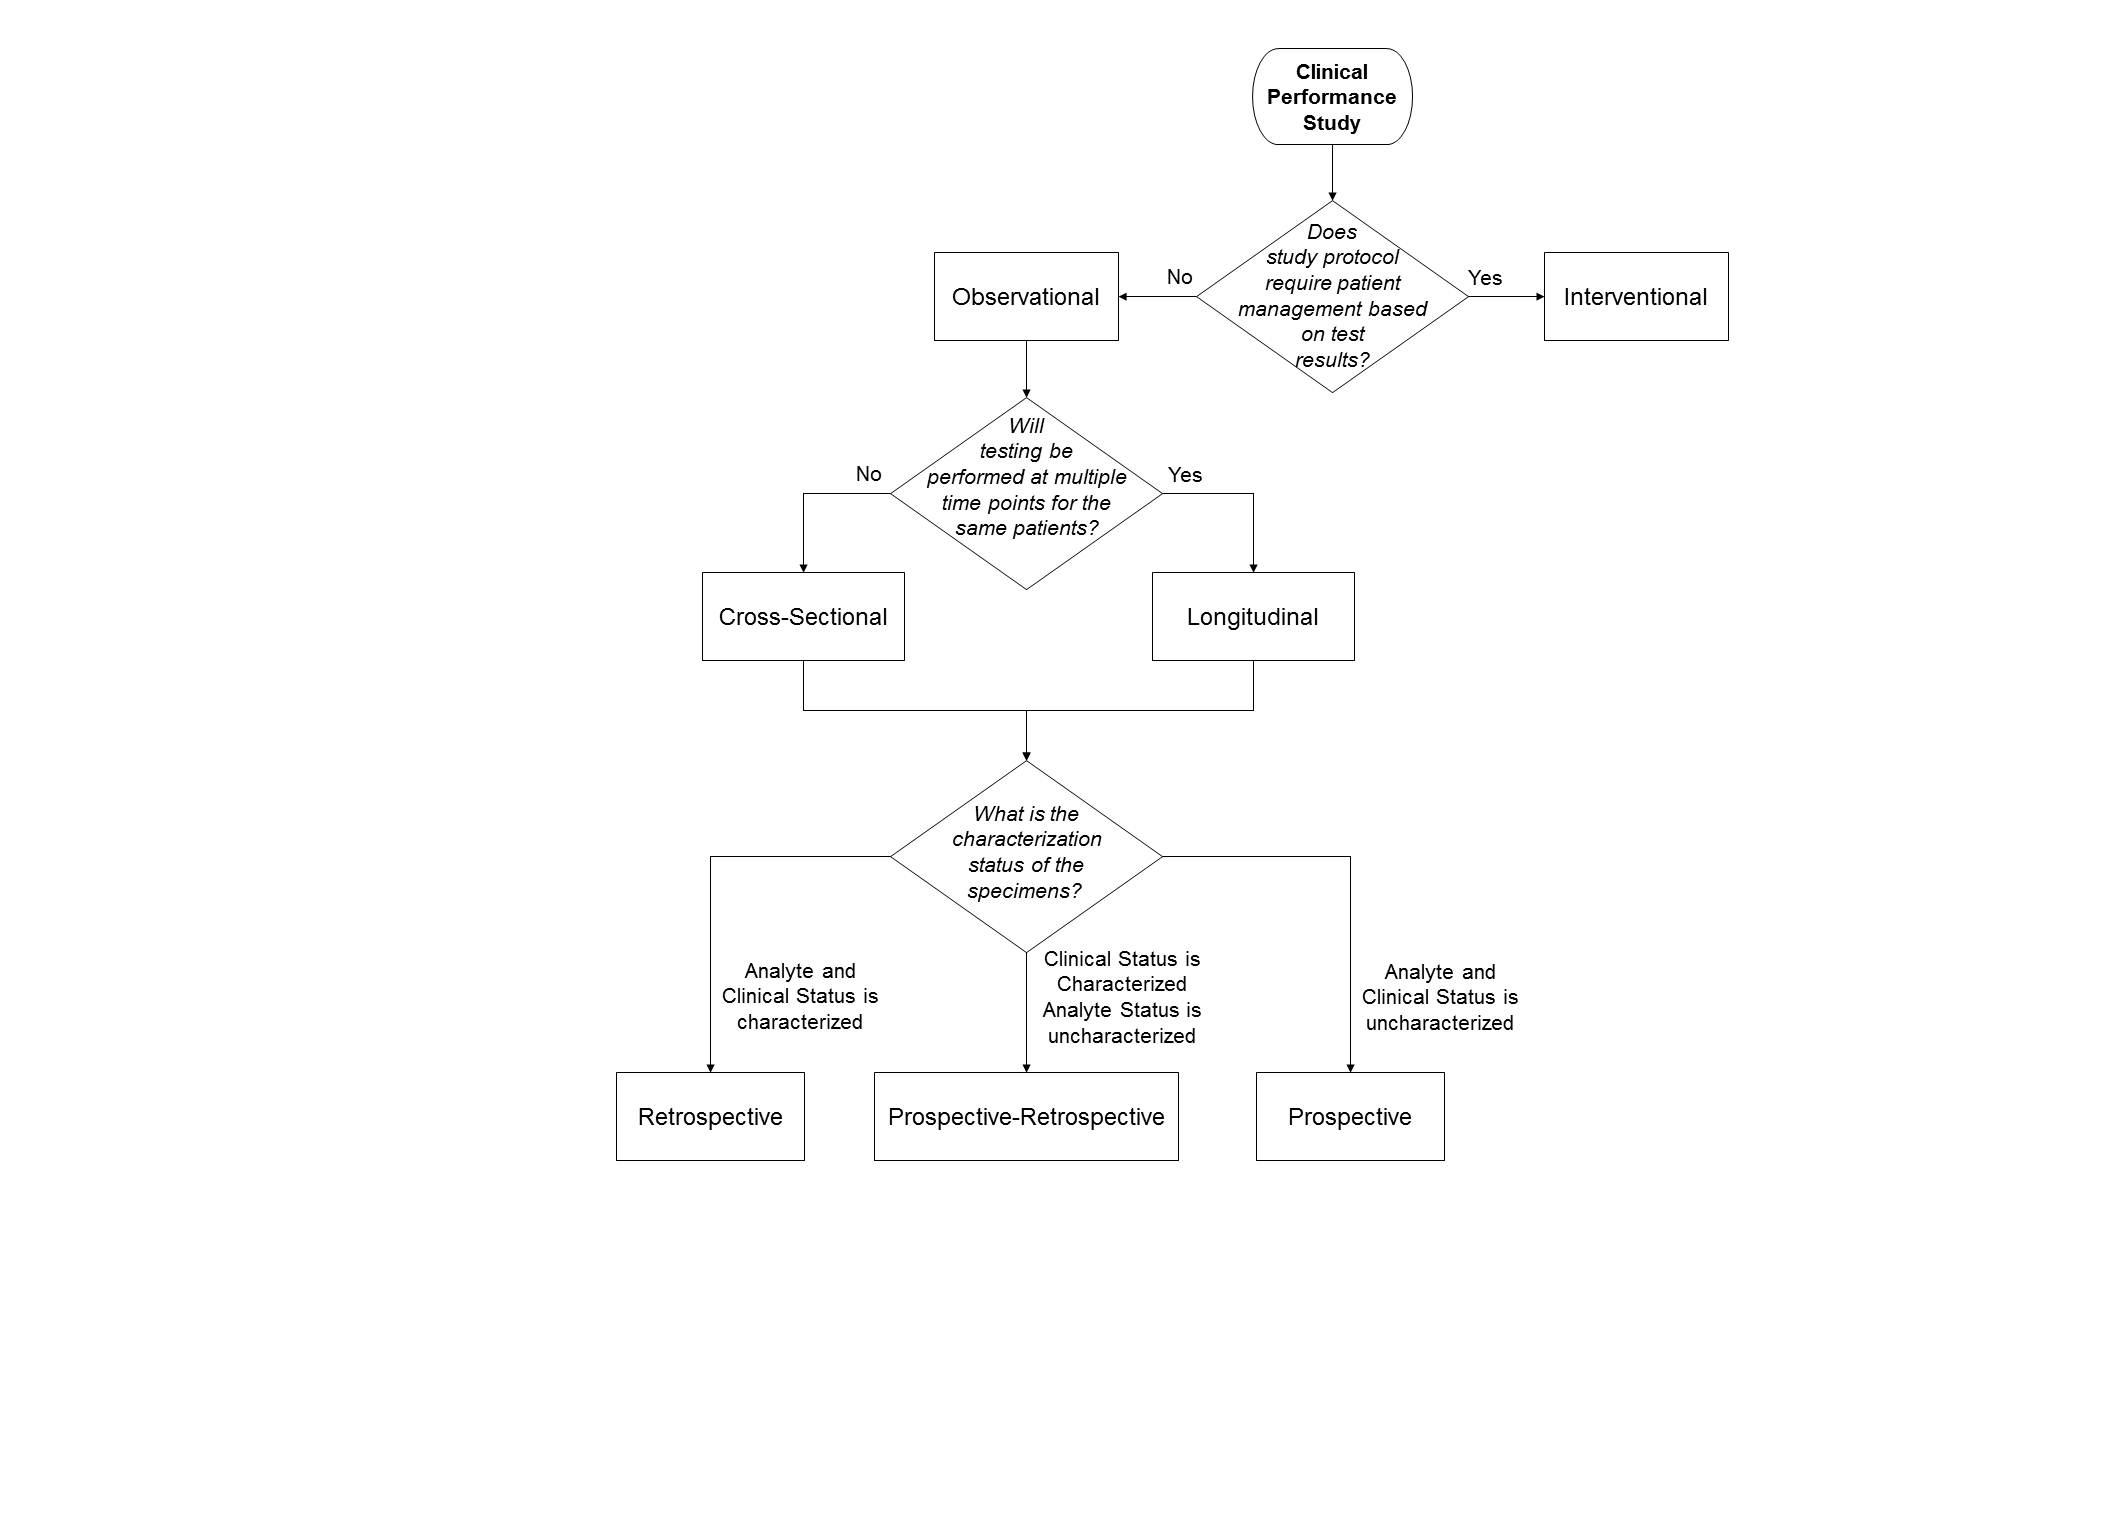 Clinical
Performance
Study
Does
study protocol
require patient
management based
on test
results?
No
Yes
Observational
Interventional
Will
testing be
performed at multiple
time points for the
same patients?
No
Yes
Cross-Sectional
Longitudinal
What is the
characterization
status of the
specimens?
Analyte and
Clinical Status is
characterized
Clinical Status is
Characterized
Analyte Status is
uncharacterized
Analyte and
Clinical Status is
uncharacterized
Retrospective
Prospective-Retrospective
Prospective